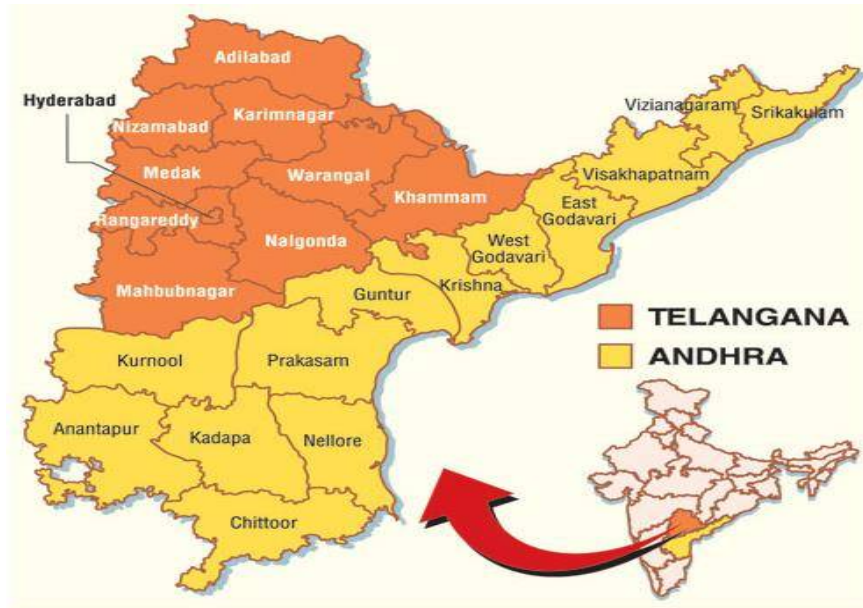 Adilabad
Hyderabad
Karimnagar
Nizamabad
Medak
Warangal
Khammam
Rangareddy
Nalgonda
Mahbubnagar
Vizianagaram
Srikakulam
Visakhapatnam
East
Godavari
West
Godavari
Krishna
Guntur
Kurnool
Prakasam
Anantapur
Kadapa
Nellore
Chittoor
TELANGANA
ANDHRA